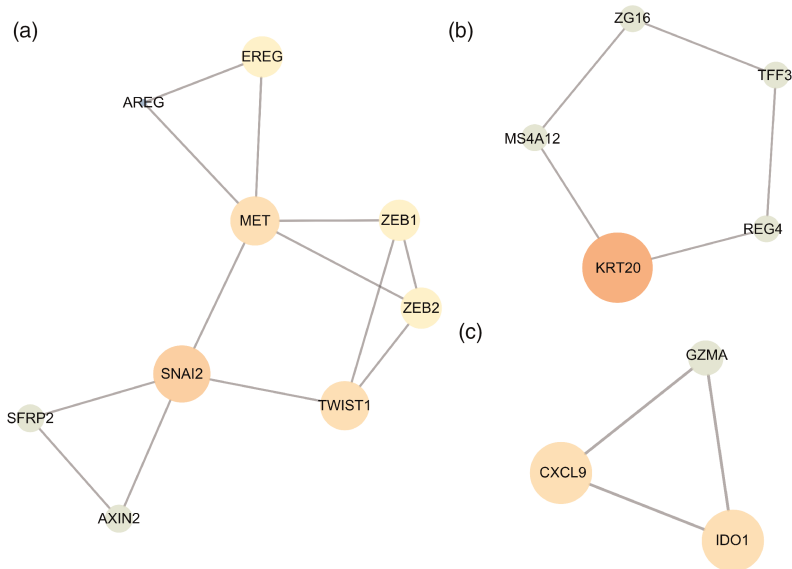 (a)
EREG
AREG
MET
ZEB1
ZEB2
SNAI2
TWIST1
SFRP2
AXIN2
(b)
ZG16
TFF3
MS4A12
REG4
KRT20
(c)
GZMA
CXCL9
IDO1